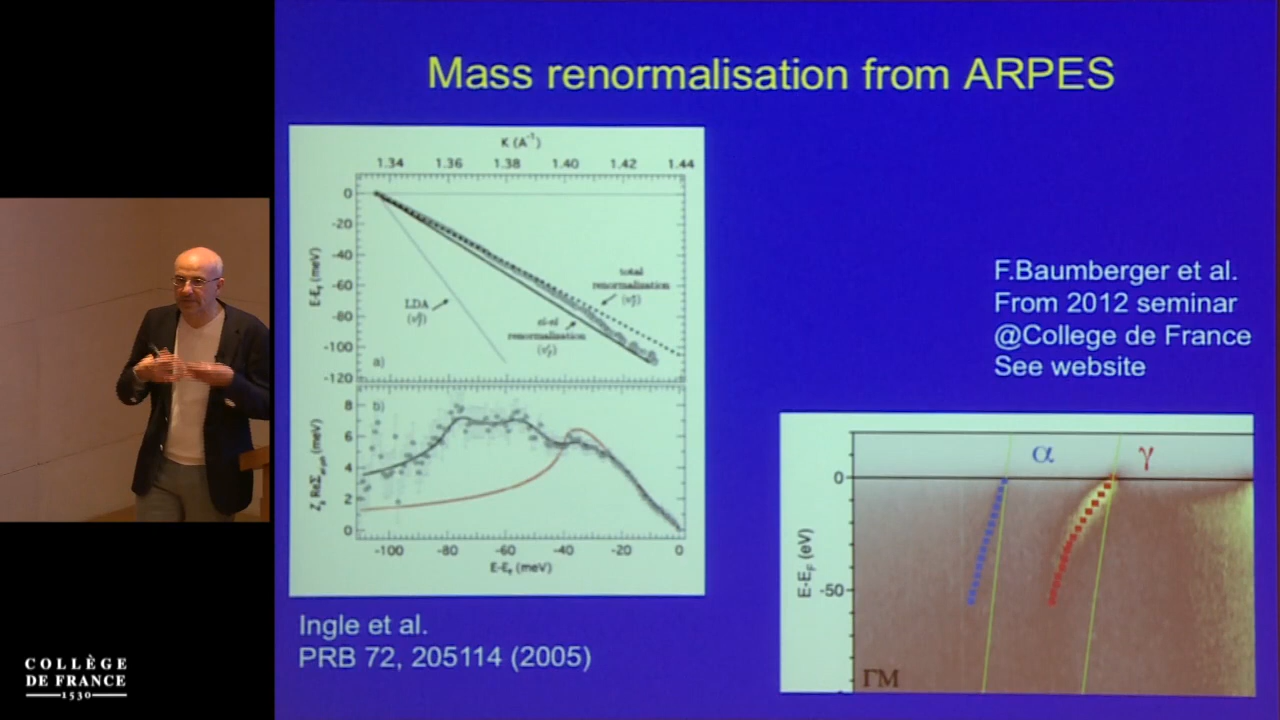 Mass renormalisation from ARPES
K (A⁻¹)
1.34 1.36 1.38 1.40 1.42 1.44
0
-20
-40
-60
-80
-100
-120
E-E_f (meV)
LDA
total
renormalisation
el-el
renormalisation
a)
b)
8
6
4
2
0
-100 -80 -60 -40 -20 0
E-E_f (meV)
Ingle et al.
PRB 72, 205114 (2005)
F.Baumberger et al.
From 2012 seminar
@College de France
See website
α γ
0
-50
E-E_F (eV)
ΓM
COLLÈGE
DE FRANCE
1530